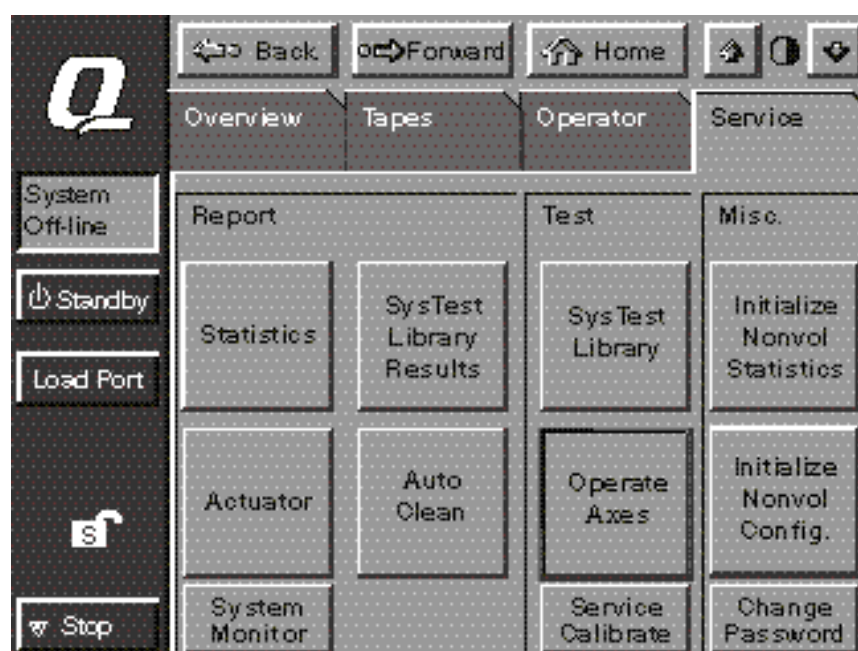 Q
Back
Forward
Home
Overview
Tapes
Operator
Service
System
Off-line
Standby
Load Port
S
Stop
Report
Test
Misc.
Statistics
SysTest
Library
Results
SysTest
Library
Initialize
Nonvol
Statistics
Actuator
Auto
Clean
Operate
Axes
Initialize
Nonvol
Config.
System
Monitor
Service
Calibrate
Change
Password